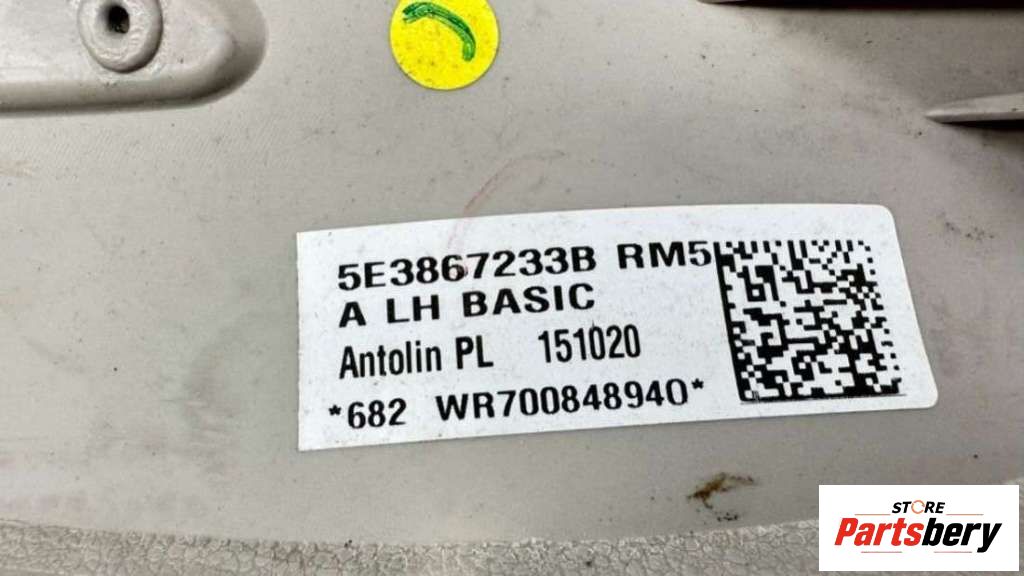 5E3867233B RM5
A LH BASIC
Antolin PL 151020
*682 WR700848940*
STORE
Partsbery